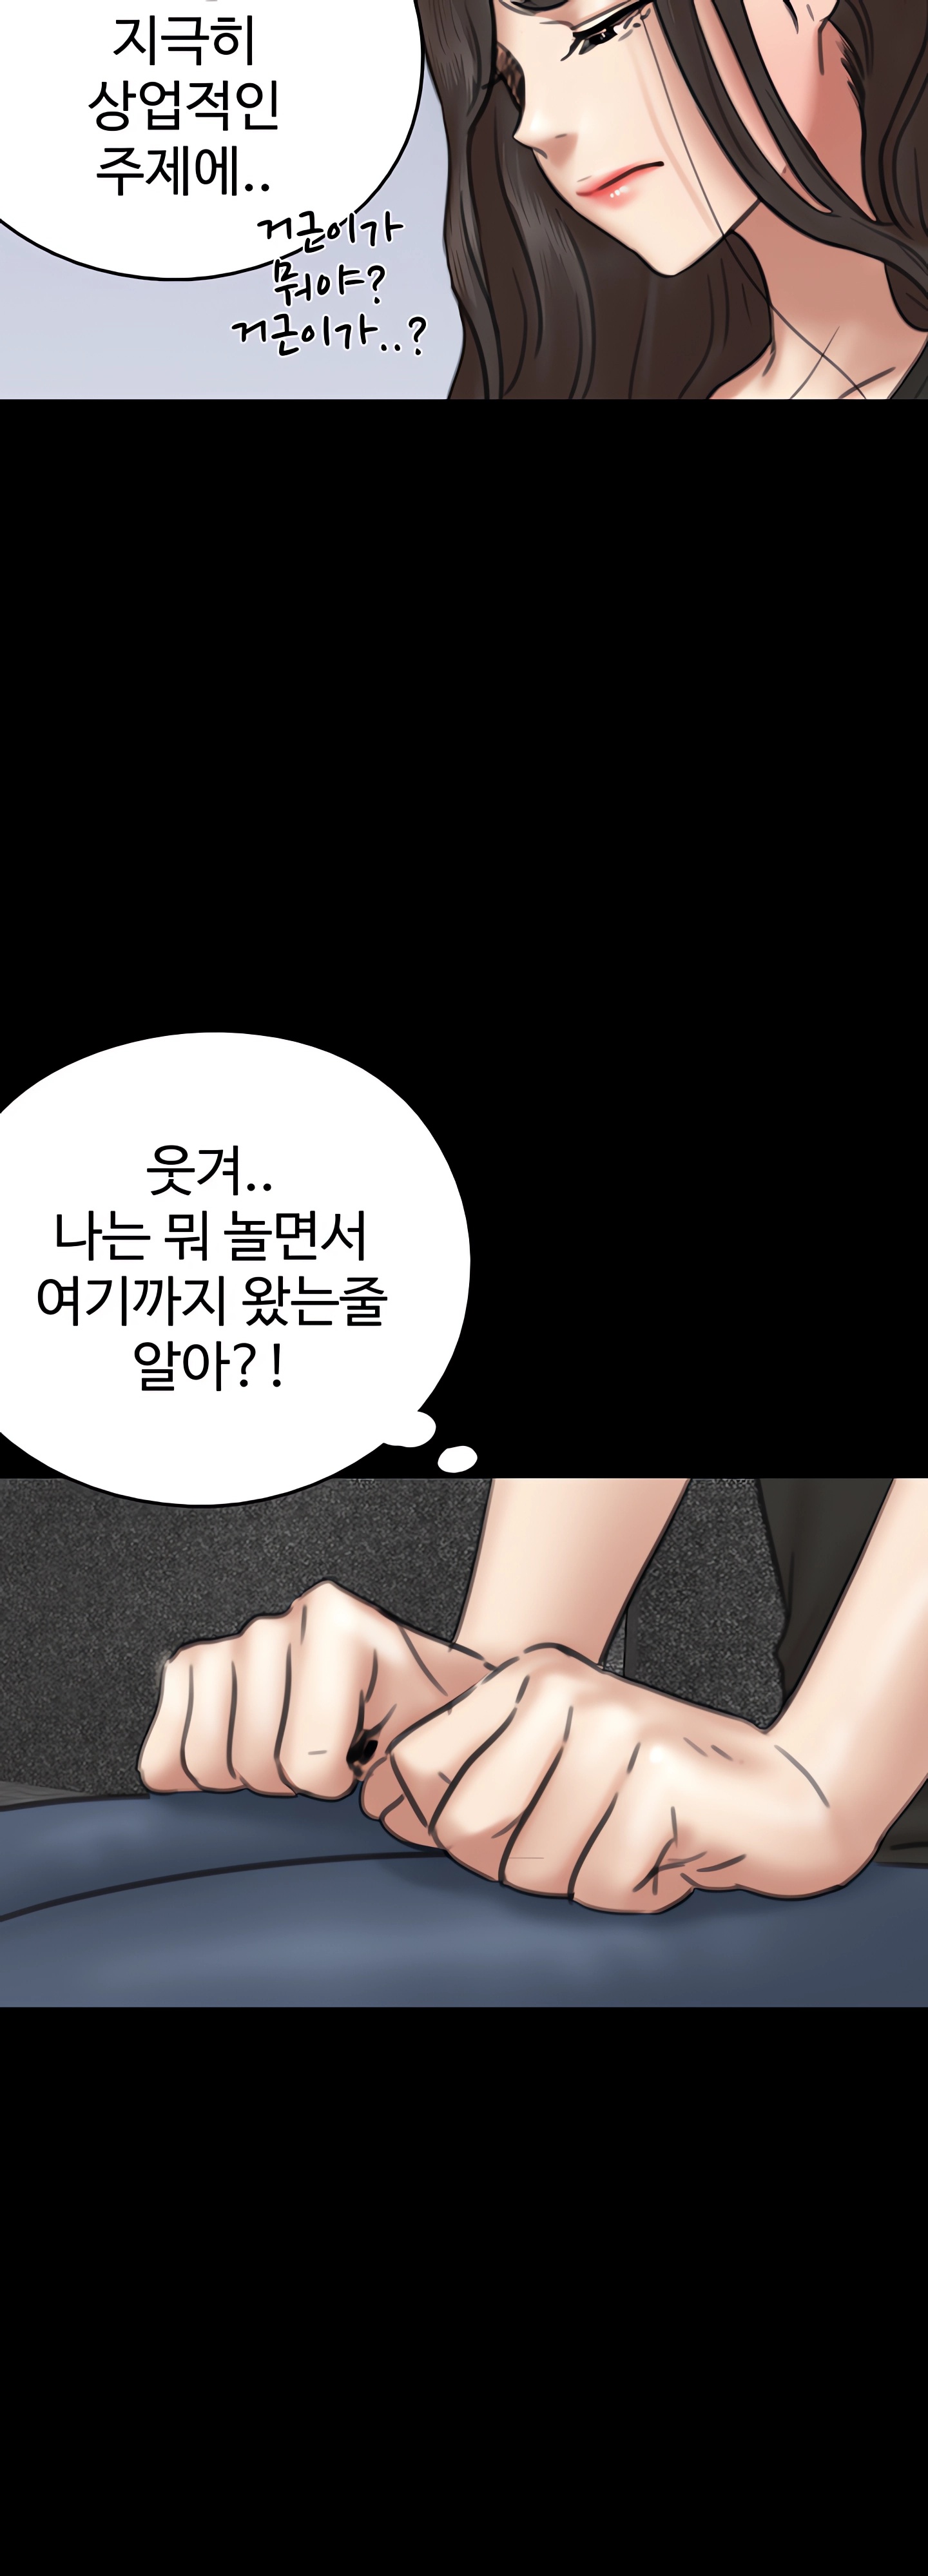 지극히
상업적인
주제에..
거근이가
뭐야?
거근이가..?
웃겨..
나는 뭐 놀면서
여기까지 왔는줄
알아?!